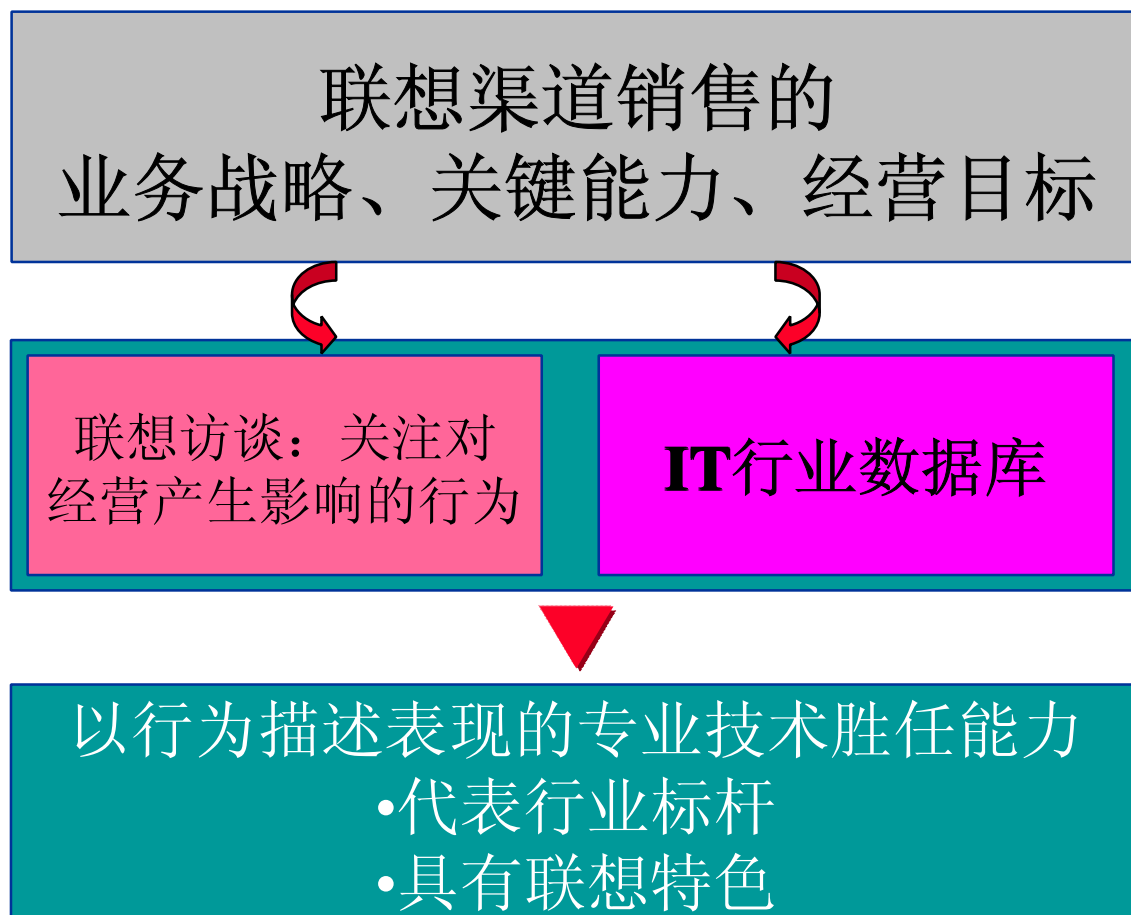 联想渠道销售的
业务战略、关键能力、经营目标
联想访谈：关注对
经营产生影响的行为
IT行业数据库
以行为描述表现的专业技术胜任能力
•代表行业标杆
•具有联想特色